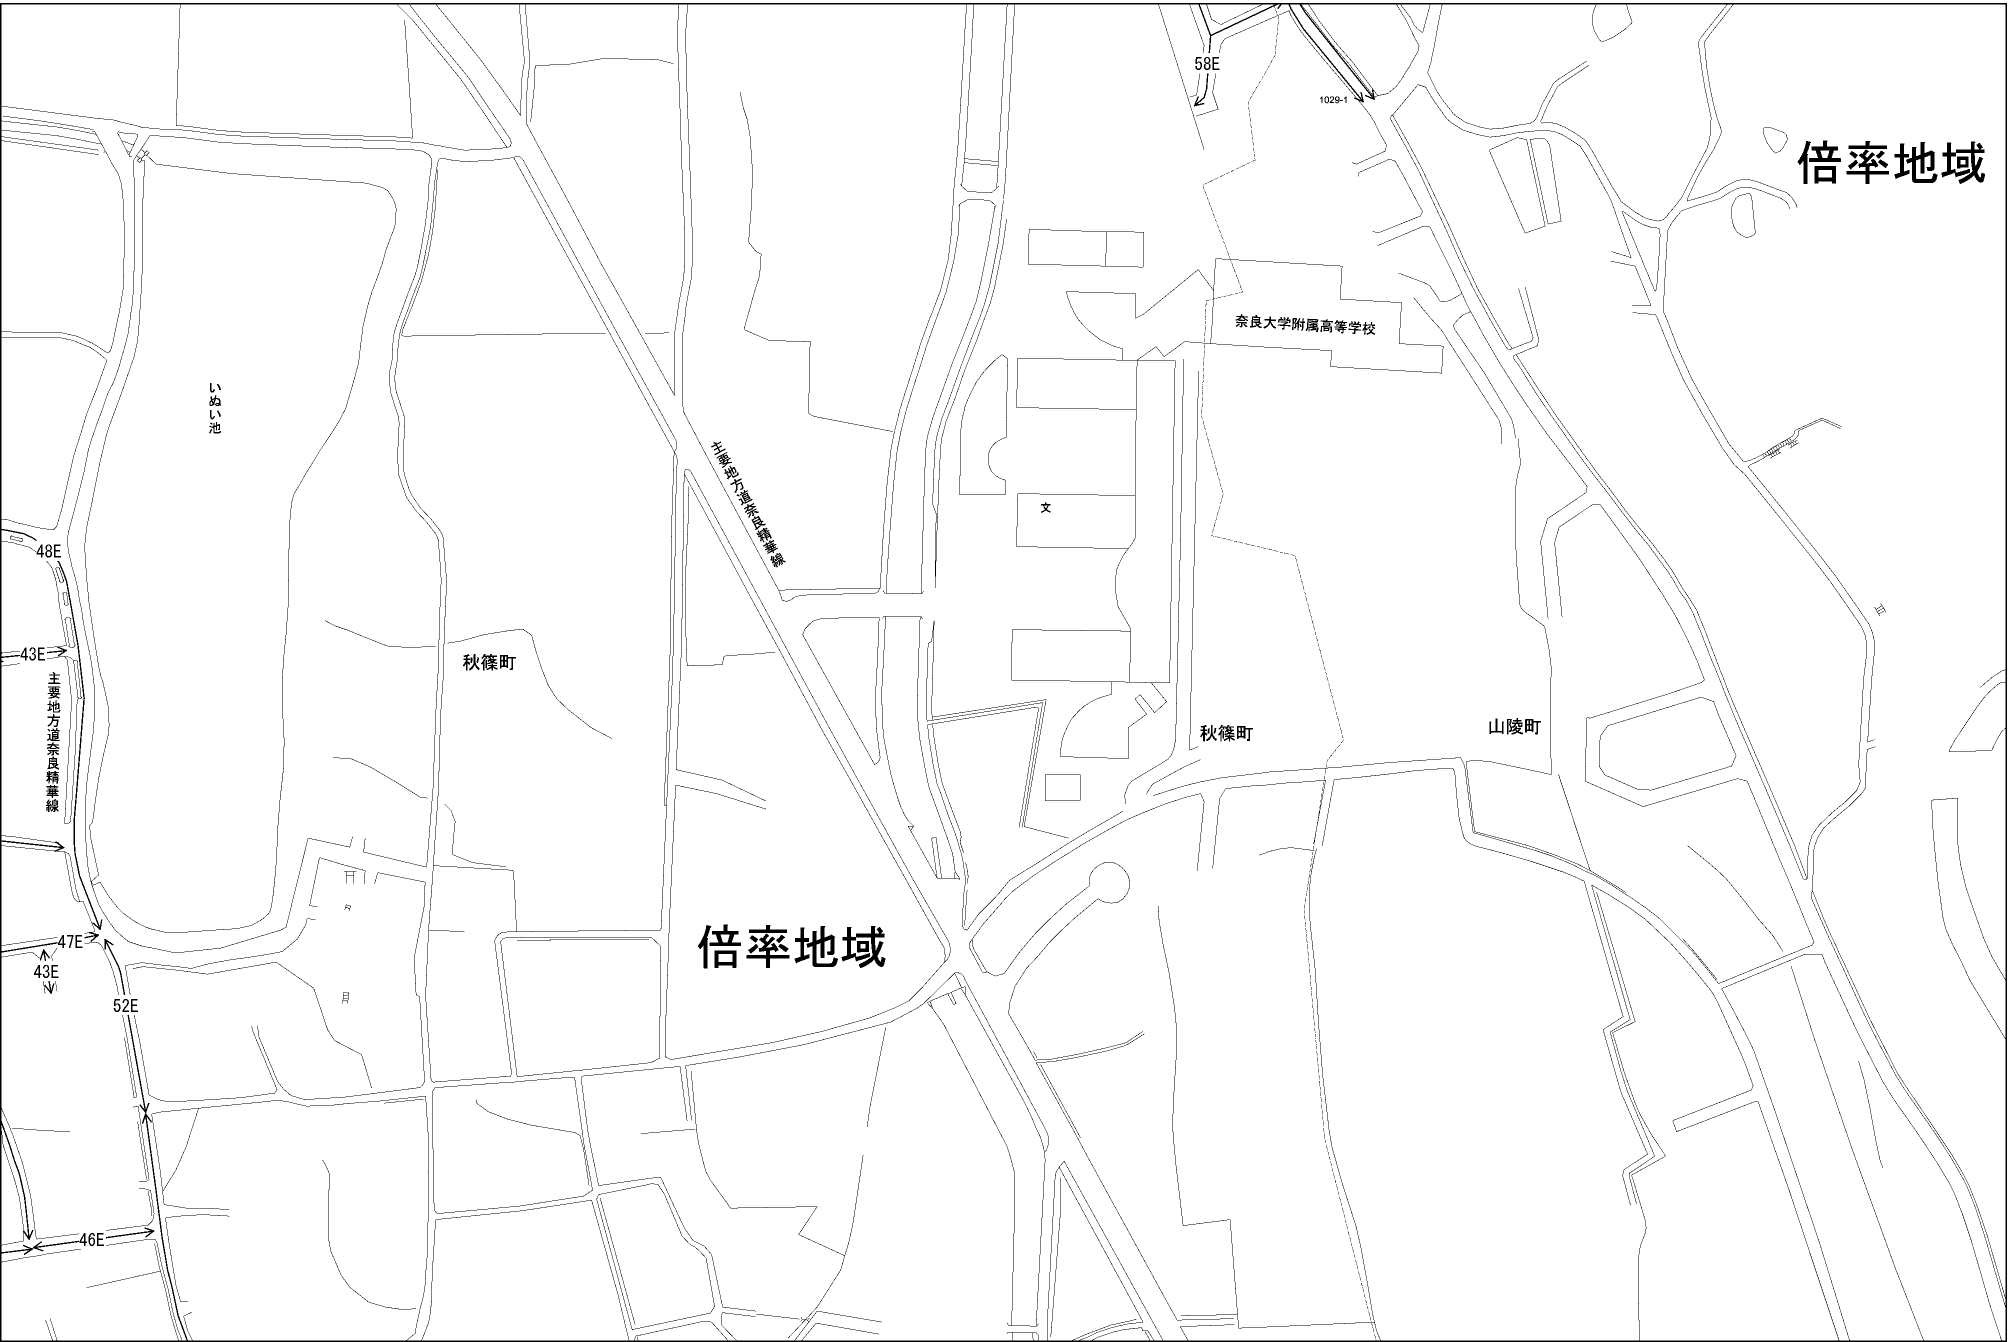 58E
1029-1
倍率地域
奈良大学附属高等学校
いぬい池
主要地方道奈良精華線
文
48E
43E
秋篠町
主要地方道奈良精華線
秋篠町
山陵町
47E
倍率地域
43E
52E
46E